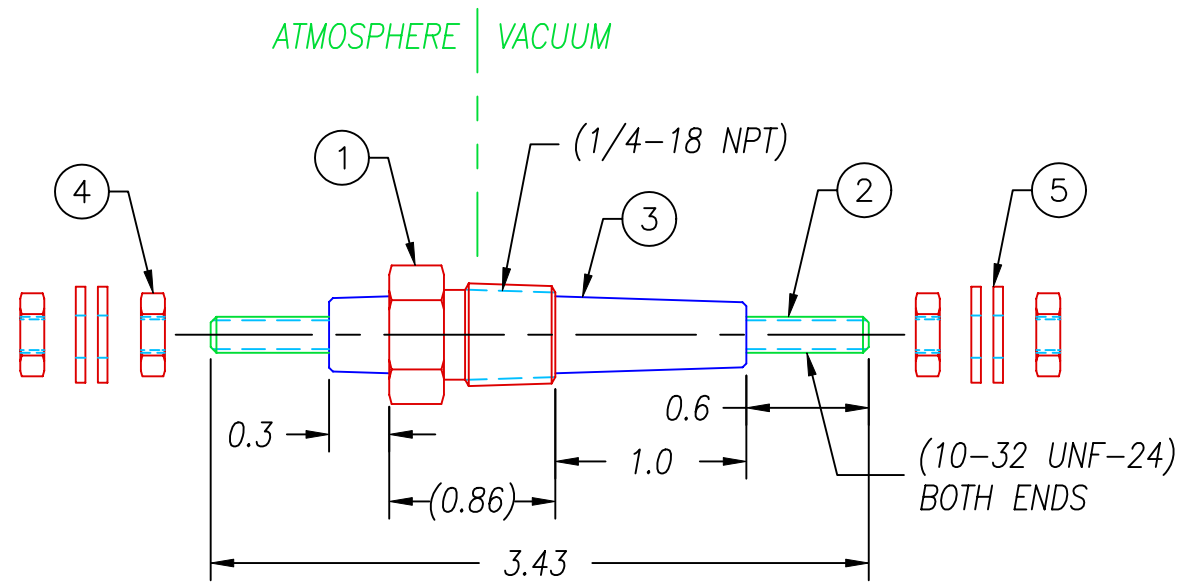 ATMOSPHERE VACUUM
(1/4-18 NPT)
1
4
3
2
5
0.3
0.6
1.0
(10-32 UNF-24)
BOTH ENDS
(0.86)
3.43